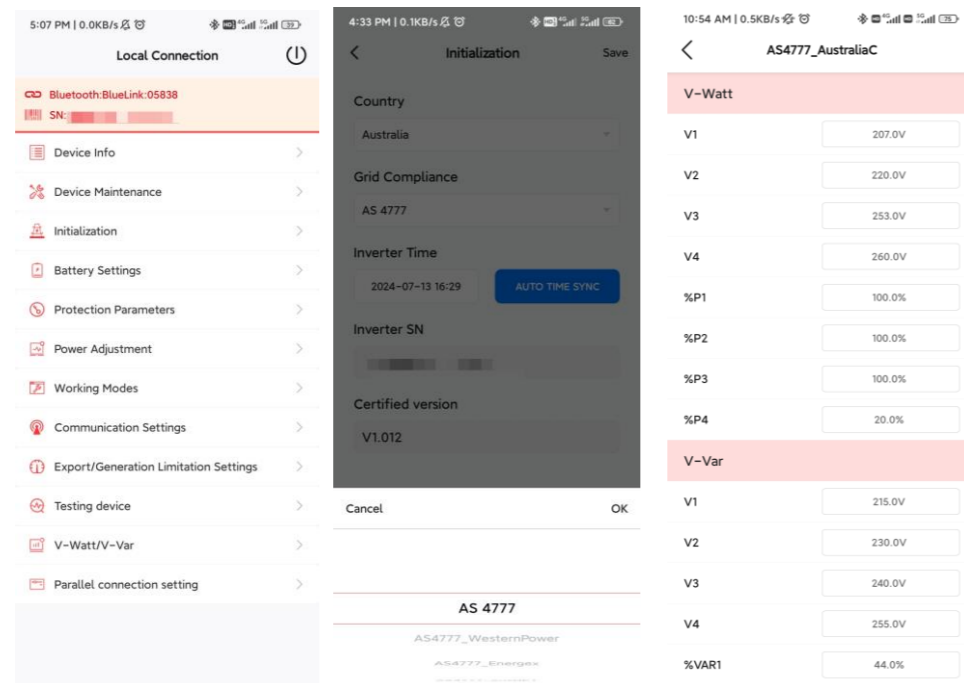 5:07 PM | 0.0KB/s
39
Local Connection
Bluetooth:BlueLink:05838
SN:
Device Info
Device Maintenance
Initialization
Battery Settings
Protection Parameters
Power Adjustment
Working Modes
Communication Settings
Export/Generation Limitation Settings
Testing device
V-Watt/V-Var
Parallel connection setting
4:33 PM | 0.1KB/s
62
Initialization
Save
Country
Australia
Grid Compliance
AS 4777
Inverter Time
2024-07-13 16:29
AUTO TIME SYNC
Inverter SN
Certified version
V1.012
Cancel
OK
AS 4777
AS4777_WesternPower
AS4777_Energex
10:54 AM | 0.5KB/s
75
AS4777_AustraliaC
V-Watt
V1 207.0V
V2 220.0V
V3 253.0V
V4 260.0V
%P1 100.0%
%P2 100.0%
%P3 100.0%
%P4 20.0%
V-Var
V1 215.0V
V2 230.0V
V3 240.0V
V4 255.0V
%VAR1 44.0%